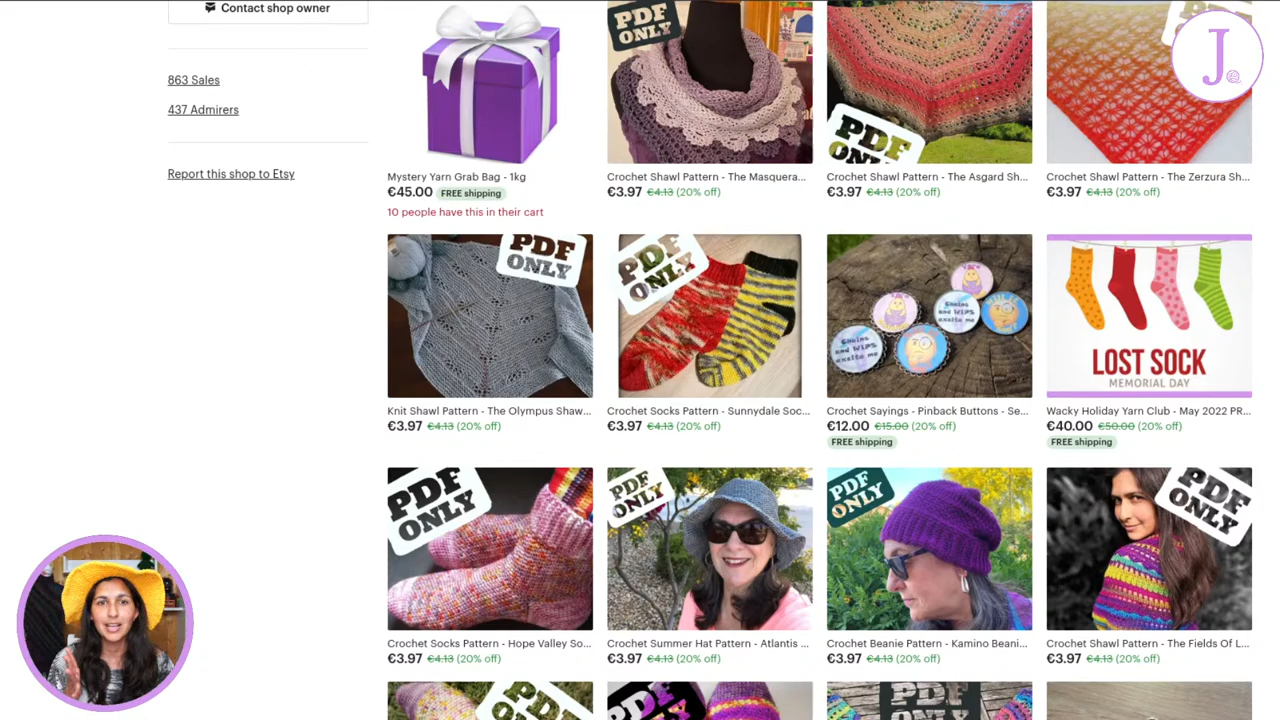 Contact shop owner
863 Sales
437 Admirers
Report this shop to Etsy
J
Mystery Yarn Grab Bag - 1kg
€45.00 FREE shipping
10 people have this in their cart
PDF
ONLY
Crochet Shawl Pattern - The Masquera...
€3.97 €4.13 (20% off)
PDF
ONLY
Crochet Shawl Pattern - The Asgard Sh...
€3.97 €4.13 (20% off)
Crochet Shawl Pattern - The Zerzura Sh...
€3.97 €4.13 (20% off)
PDF
ONLY
Knit Shawl Pattern - The Olympus Shaw...
€3.97 €4.13 (20% off)
PDF
ONLY
Crochet Socks Pattern - Sunnydale Soc...
€3.97 €4.13 (20% off)
Chains
and WIPS
excite me
Crochet Sayings - Pinback Buttons - Se...
€12.00 €15.00 (20% off)
FREE shipping
LOST SOCK
MEMORIAL DAY
Wacky Holiday Yarn Club - May 2022 PR...
€40.00 €50.00 (20% off)
FREE shipping
PDF
ONLY
Crochet Socks Pattern - Hope Valley So...
€3.97 €4.13 (20% off)
PDF
ONLY
Crochet Summer Hat Pattern - Atlantis ...
€3.97 €4.13 (20% off)
PDF
ONLY
Crochet Beanie Pattern - Kamino Beani...
€3.97 €4.13 (20% off)
PDF
ONLY
Crochet Shawl Pattern - The Fields Of L...
€3.97 €4.13 (20% off)
PDF
PDF
PDF
ONLY